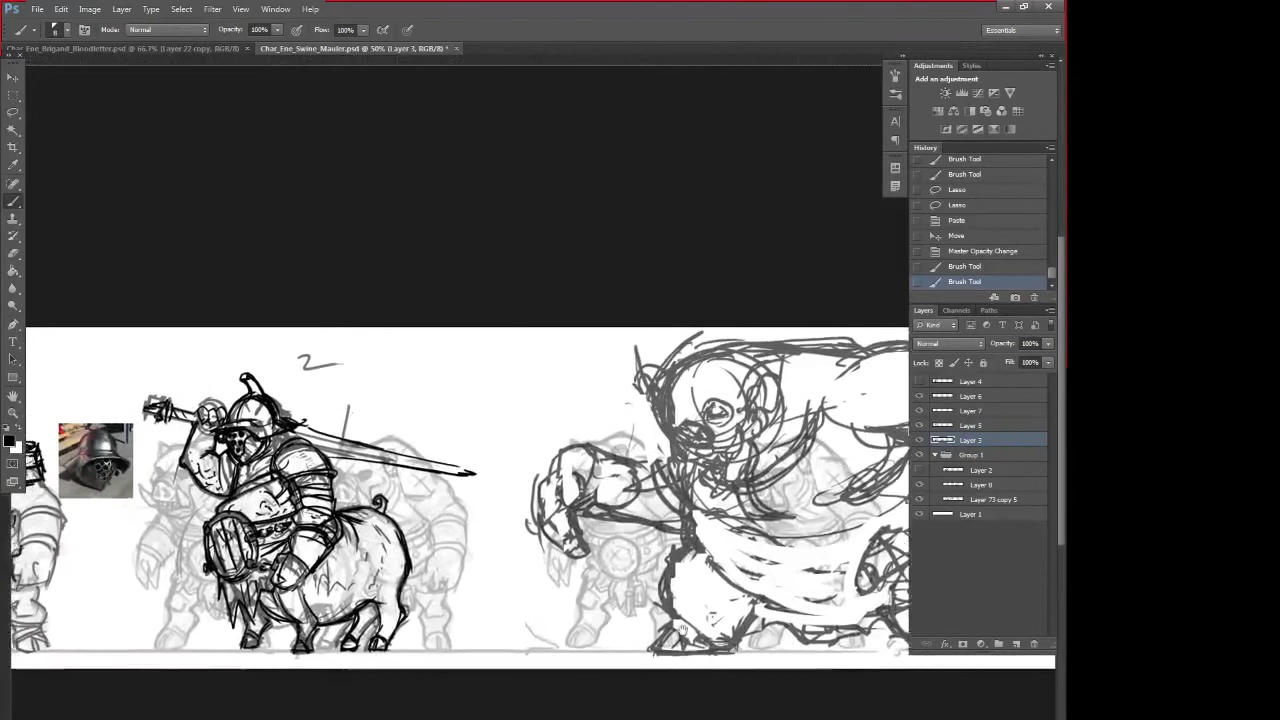 Ps File Edit Image Layer Type Select Filter View Window Help
8 Mode: Normal Opacity: 100% Flow: 100% Essentials
Char_Ene_Brigand_Bloodletter.psd @ 66.7% (Layer 22 copy, RGB/8) × Char_Ene_Swine_Mauler.psd @ 50% (Layer 3, RGB/8) * ×
Adjustments Styles
Add an adjustment
History
Brush Tool
Brush Tool
Lasso
Lasso
Paste
Move
Master Opacity Change
Brush Tool
Brush Tool
Layers Channels Paths
Kind
Normal Opacity: 100%
Lock: Fill: 100%
Layer 4
Layer 6
Layer 7
Layer 5
Layer 3
Group 1
Layer 2
Layer 8
Layer 73 copy 5
Layer 1
2